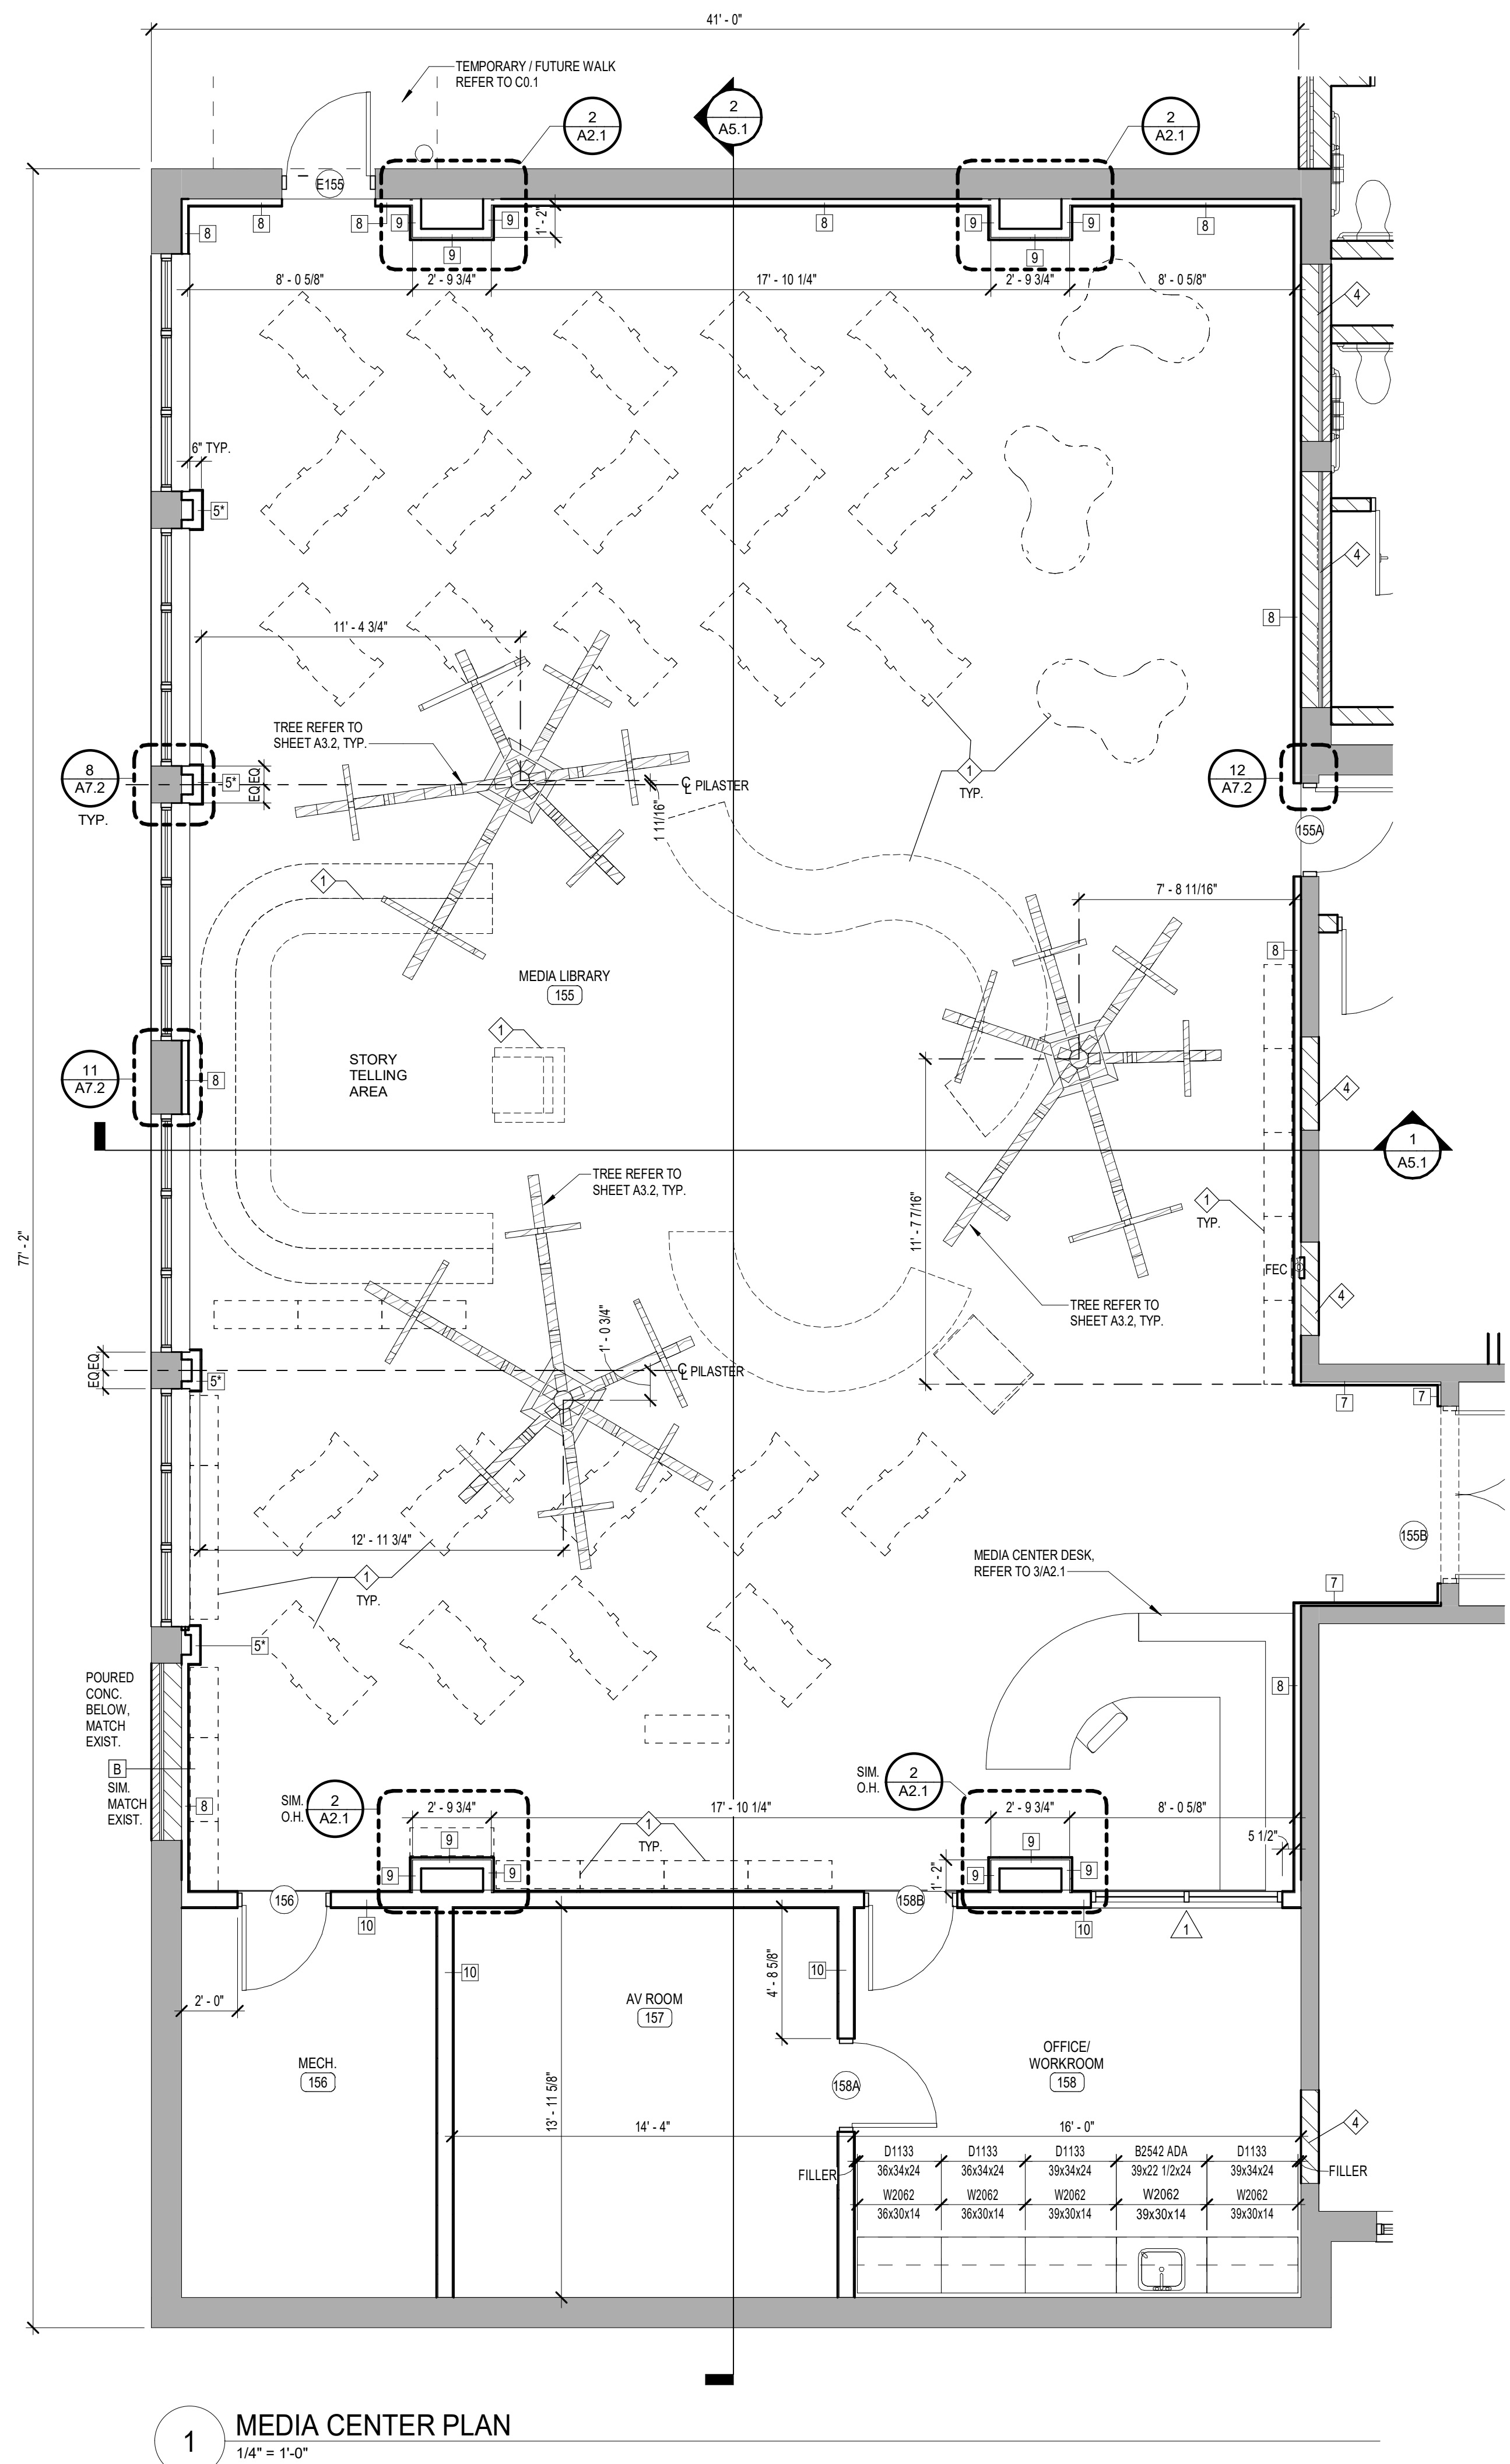 41' - 0"
TEMPORARY / FUTURE WALK
REFER TO C0.1
2
A2.1
2
A5.1
2
A2.1
E155
8
8
8
9
9
9
1' - 2"
8
9
9
9
8
8' - 0 5/8"
2' - 9 3/4"
17' - 10 1/4"
2' - 9 3/4"
8' - 0 5/8"
4
6" TYP.
5*
4
8
11' - 4 3/4"
TREE REFER TO
SHEET A3.2, TYP.
8
A7.2
TYP.
5*
EQ
EQ
℄ PILASTER
1 11/16"
1
TYP.
12
A7.2
155A
1
7' - 8 11/16"
8
MEDIA LIBRARY
155
1
STORY
TELLING
AREA
11
A7.2
8
4
1
A5.1
TREE REFER TO
SHEET A3.2, TYP.
11' - 7 7/16"
1
TYP.
77' - 2"
FEC
4
TREE REFER TO
SHEET A3.2, TYP.
1' - 0 3/4"
EQ
EQ
5*
℄ PILASTER
7
7
12' - 11 3/4"
1
TYP.
155B
MEDIA CENTER DESK,
REFER TO 3/A2.1
7
5*
POURED
CONC.
BELOW,
MATCH
EXIST.
B
SIM.
MATCH
EXIST.
8
8
SIM.
O.H.
2
A2.1
SIM.
O.H.
2
A2.1
2' - 9 3/4"
17' - 10 1/4"
2' - 9 3/4"
8' - 0 5/8"
1
TYP.
5 1/2"
9
9
9
9
9
9
1' - 2"
156
10
158B
10
1
10
10
4' - 8 5/8"
2' - 0"
AV ROOM
157
MECH.
156
OFFICE/
WORKROOM
158
158A
13' - 11 5/8"
14' - 4"
16' - 0"
4
FILLER
D1133
36x34x24
D1133
36x34x24
D1133
39x34x24
B2542 ADA
39x22 1/2x24
D1133
39x34x24
FILLER
W2062
36x30x14
W2062
36x30x14
W2062
39x30x14
W2062
39x30x14
W2062
39x30x14
1
MEDIA CENTER PLAN
1/4" = 1'-0"